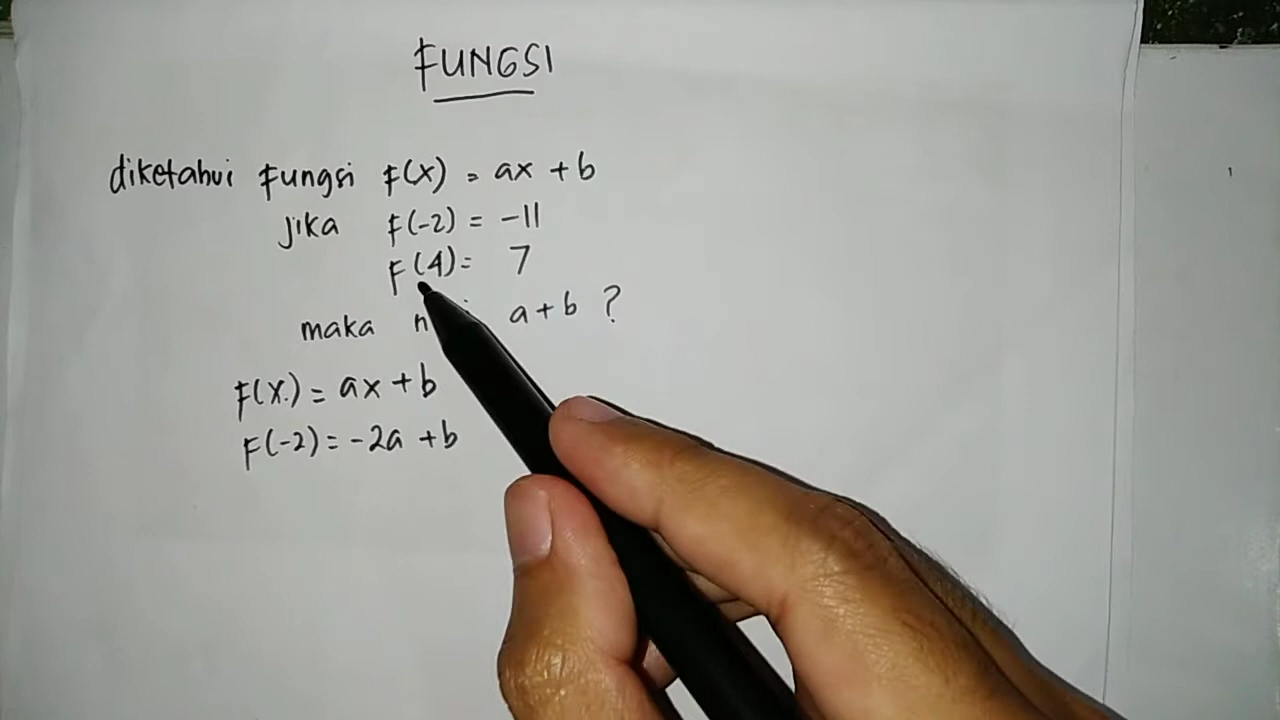 FUNGSI
diketahui fungsi f(x) = ax + b
jika f(-2) = -11
F(4) = 7
maka a + b ?
F(x) = ax + b
F(-2) = -2a + b